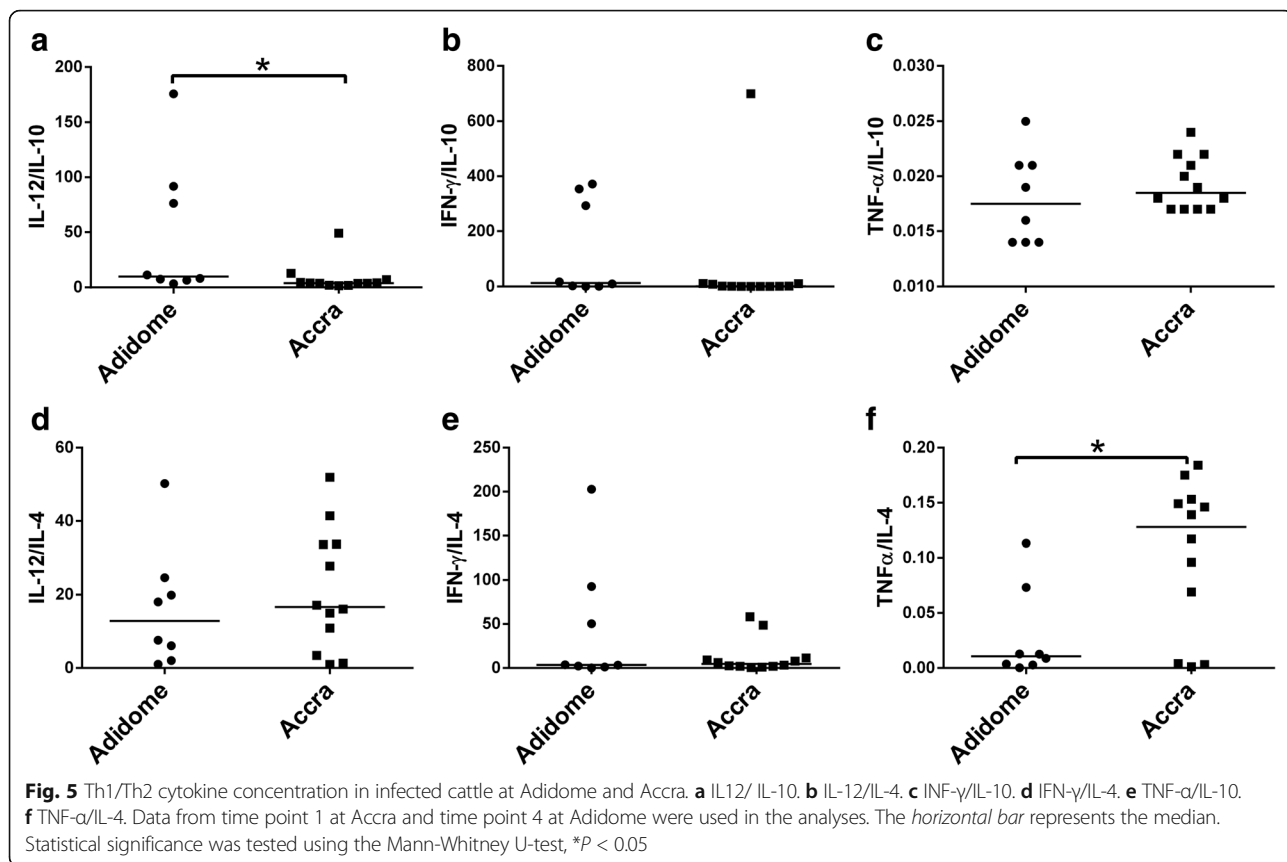 a
*
IL-12/IL-10
200
150
100
50
0
Adidome
Accra
b
IFN-γ/IL-10
800
600
400
200
0
Adidome
Accra
c
TNF-α/IL-10
0.030
0.025
0.020
0.015
0.010
Adidome
Accra
d
IL-12/IL-4
60
40
20
0
Adidome
Accra
e
IFN-γ/IL-4
250
200
150
100
50
0
Adidome
Accra
f
*
TNFα/IL-4
0.20
0.15
0.10
0.05
0.00
Adidome
Accra
Fig. 5 Th1/Th2 cytokine concentration in infected cattle at Adidome and Accra. a IL12/ IL-10. b IL-12/IL-4. c INF-γ/IL-10. d IFN-γ/IL-4. e TNF-α/IL-10.
f TNF-α/IL-4. Data from time point 1 at Accra and time point 4 at Adidome were used in the analyses. The horizontal bar represents the median.
Statistical significance was tested using the Mann-Whitney U-test, *P < 0.05